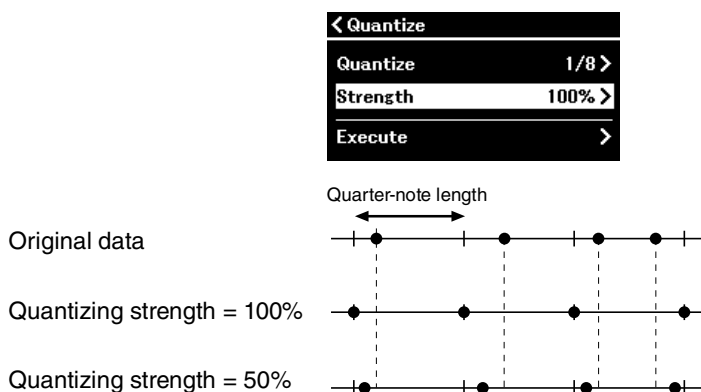 Quantize
Quantize 1/8
Strength 100%
Execute
Quarter-note length
Original data
Quantizing strength = 100%
Quantizing strength = 50%